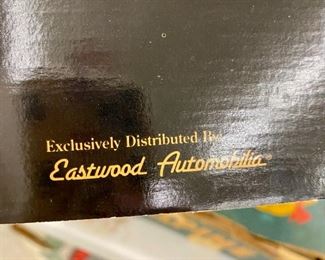 Exclusively Distributed By
Eastwood Automobilia®